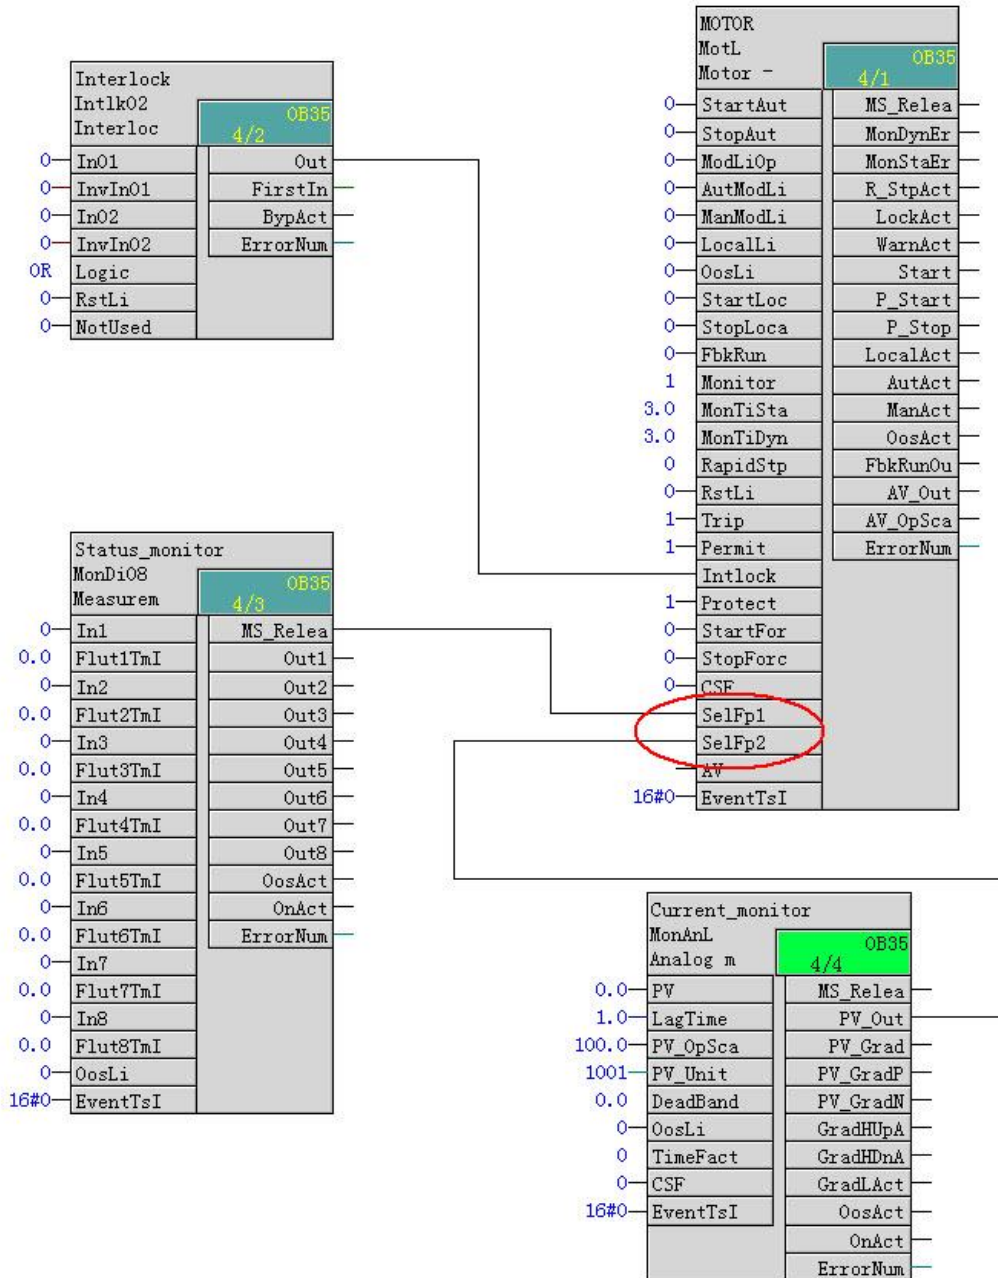 MOTOR
MotL
Motor -
OB35
4/1
0 StartAut MS_Relea
0 StopAut MonDynEr
0 ModLiOp MonStaEr
0 AutModLi R_StpAct
0 ManModLi LockAct
0 LocalLi WarnAct
0 OosLi Start
0 StartLoc P_Start
0 StopLoca P_Stop
0 FbkRun LocalAct
1 Monitor AutAct
3.0 MonTiSta ManAct
3.0 MonTiDyn OosAct
0 RapidStp FbkRunOu
0 RstLi AV_Out
1 Trip AV_OpSca
1 Permit ErrorNum
Intlock
1 Protect
0 StartFor
0 StopForc
0 CSF
SelFp1
SelFp2
AV
16#0 EventTsI
Interlock
Intlk02
Interloc
OB35
4/2
0 In01 Out
0 InvIn01 FirstIn
0 In02 BypAct
0 InvIn02 ErrorNum
OR Logic
0 RstLi
0 NotUsed
Status_monitor
MonDi08
Measurem
OB35
4/3
0 In1 MS_Relea
0.0 Flut1TmI Out1
0 In2 Out2
0.0 Flut2TmI Out3
0 In3 Out4
0.0 Flut3TmI Out5
0 In4 Out6
0.0 Flut4TmI Out7
0 In5 Out8
0.0 Flut5TmI OosAct
0 In6 OnAct
0.0 Flut6TmI ErrorNum
0 In7
0.0 Flut7TmI
0 In8
0.0 Flut8TmI
0 OosLi
16#0 EventTsI
Current_monitor
MonAnL
Analog m
OB35
4/4
0.0 PV MS_Relea
1.0 LagTime PV_Out
100.0 PV_OpSca PV_Grad
1001 PV_Unit PV_GradP
0.0 DeadBand PV_GradN
0 OosLi GradHUpA
0 TimeFact GradHDnA
0 CSF GradLAct
16#0 EventTsI OosAct
OnAct
ErrorNum